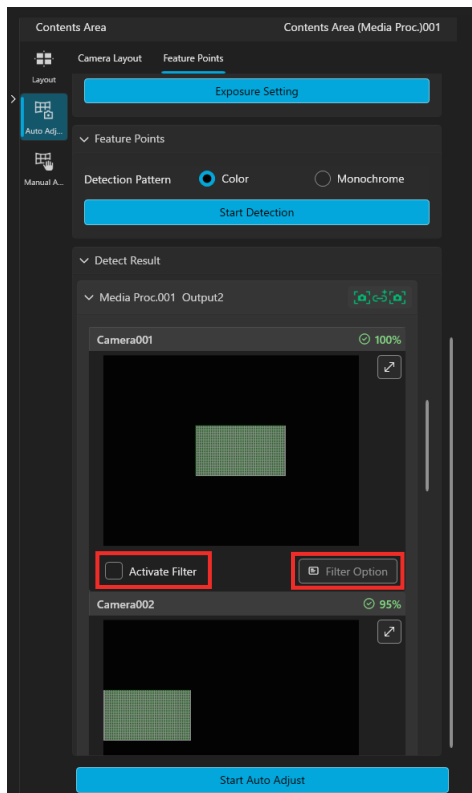 Contents Area
Contents Area (Media Proc.)001
Layout
Auto Adj...
Manual A...
Camera Layout
Feature Points
Exposure Setting
Feature Points
Detection Pattern
Color
Monochrome
Start Detection
Detect Result
Media Proc.001 Output2
Camera001
100%
Activate Filter
Filter Option
Camera002
95%
Start Auto Adjust